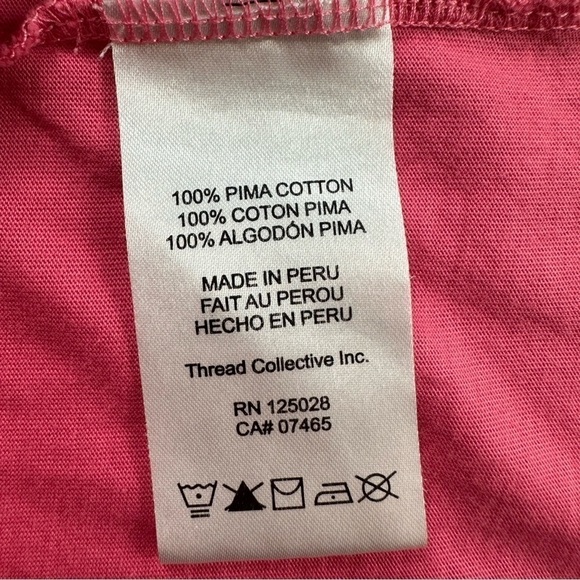 100% PIMA COTTON
100% COTON PIMA
100% ALGODÓN PIMA
MADE IN PERU
FAIT AU PEROU
HECHO EN PERU
Thread Collective Inc.
RN 125028
CA# 07465